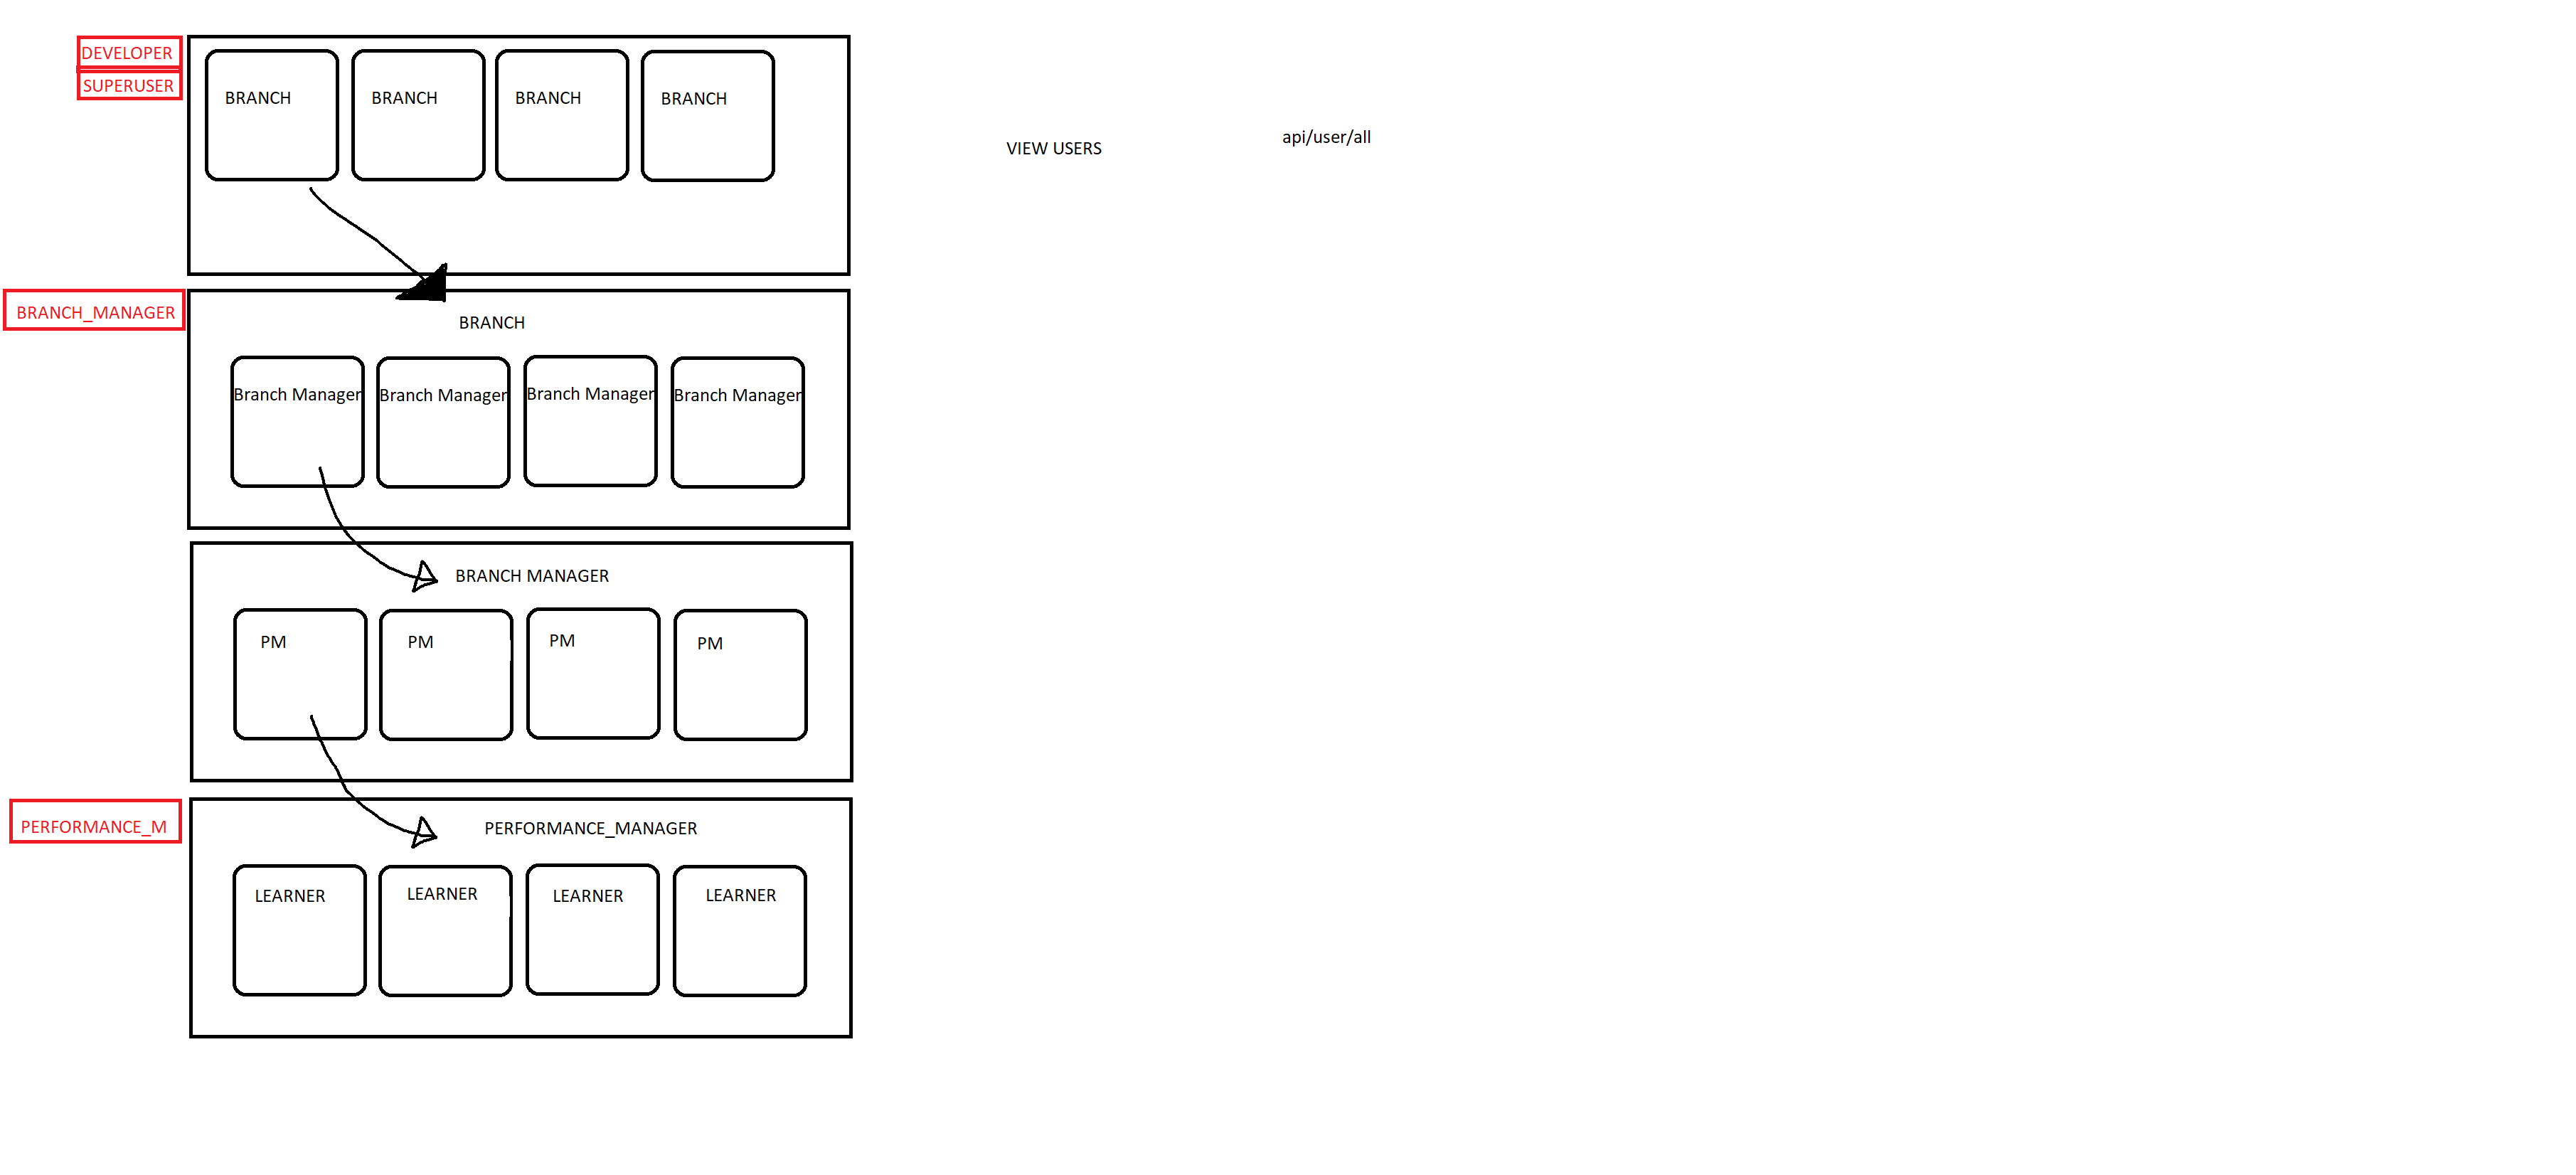 DEVELOPER
SUPERUSER
BRANCH
BRANCH
BRANCH
BRANCH
VIEW USERS
api/user/all
BRANCH_MANAGER
BRANCH
Branch Manager
Branch Manager
Branch Manager
Branch Manager
BRANCH MANAGER
PM
PM
PM
PM
PERFORMANCE_M
PERFORMANCE_MANAGER
LEARNER
LEARNER
LEARNER
LEARNER